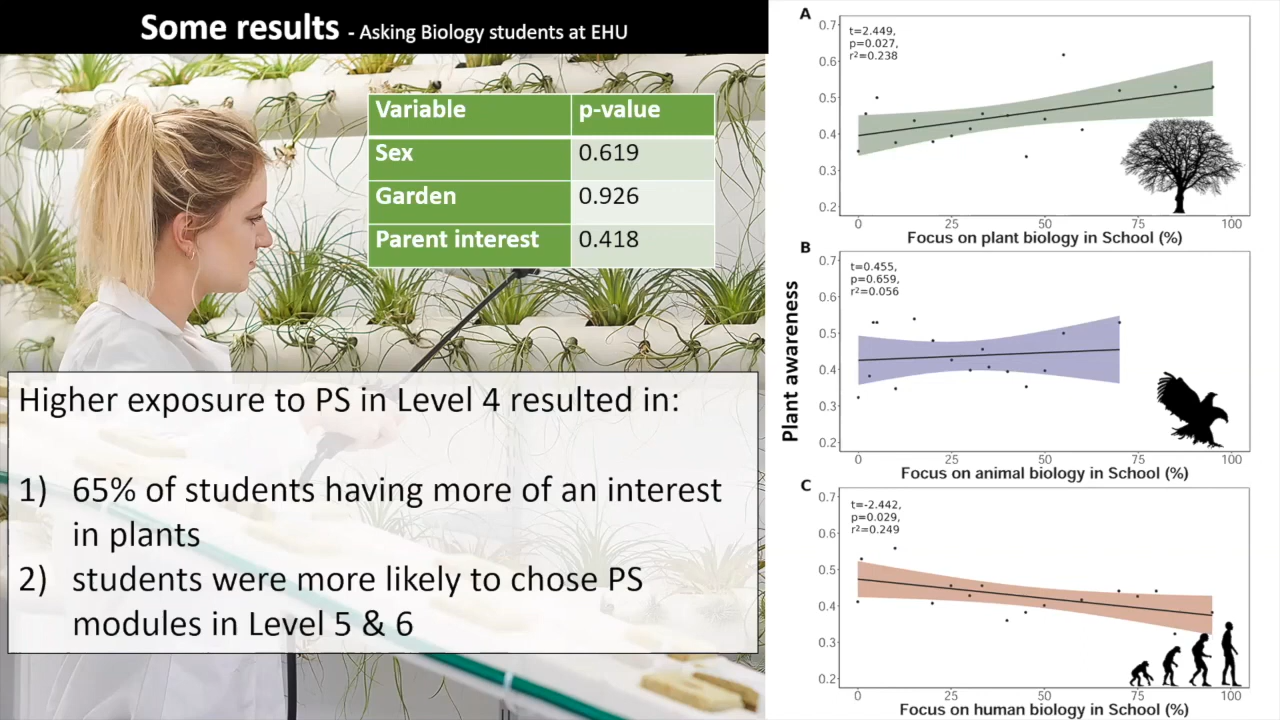 Some results - Asking Biology students at EHU
Variable p-value
Sex 0.619
Garden 0.926
Parent interest 0.418
Higher exposure to PS in Level 4 resulted in:
1) 65% of students having more of an interest
in plants
2) students were more likely to chose PS
modules in Level 5 & 6
Plant awareness
A
t=2.449,
p=0.027,
r²=0.238
0.7
0.6
0.5
0.4
0.3
0.2
0 25 50 75 100
Focus on plant biology in School (%)
B
t=0.455,
p=0.659,
r²=0.056
0.7
0.6
0.5
0.4
0.3
0.2
0 25 50 75 100
Focus on animal biology in School (%)
C
t=-2.442,
p=0.029,
r²=0.249
0.7
0.6
0.5
0.4
0.3
0.2
0 25 50 75 100
Focus on human biology in School (%)